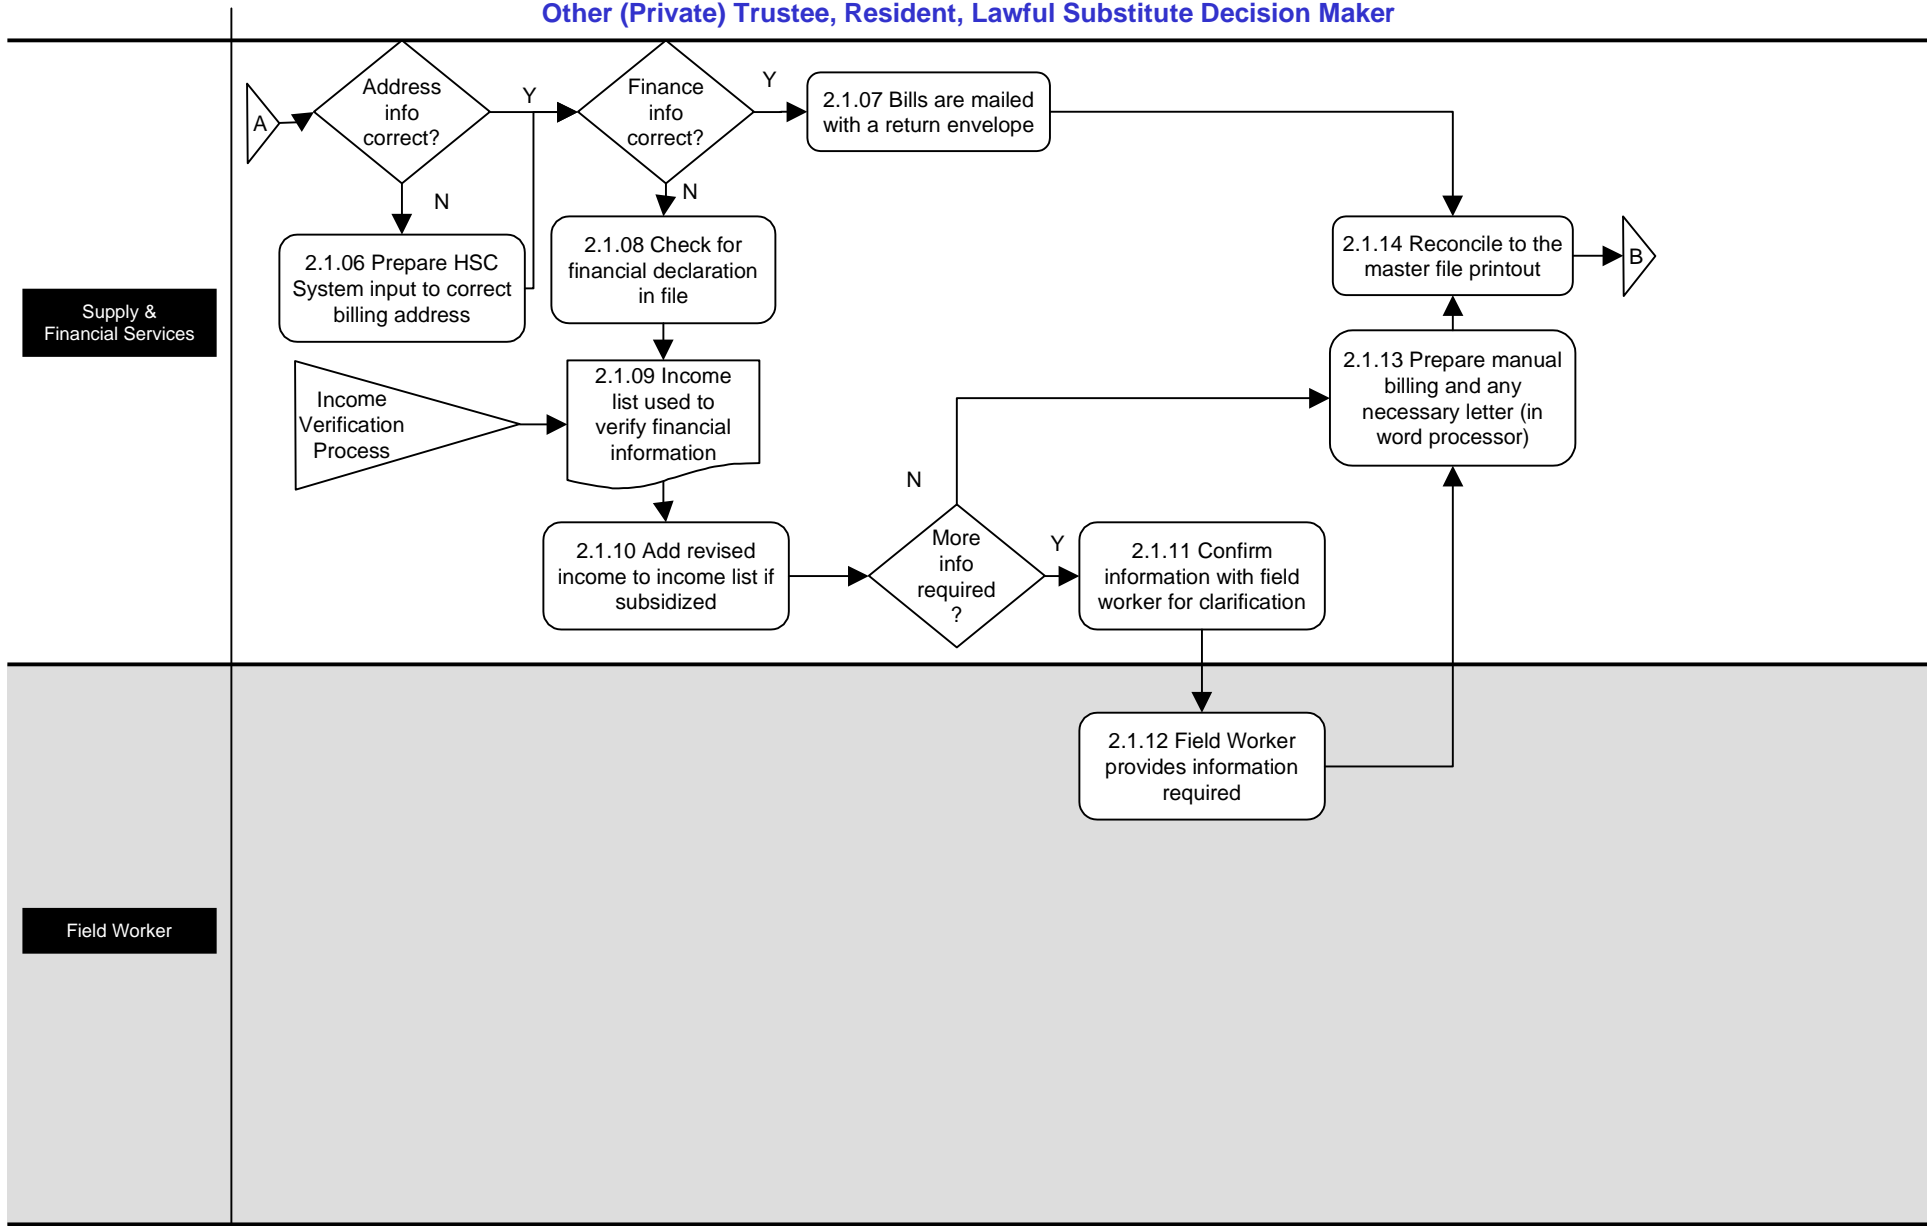 Other (Private) Trustee, Resident, Lawful Substitute Decision Maker
A
Address
info
correct?
Y
N
Finance
info
correct?
Y
N
2.1.07 Bills are mailed
with a return envelope
2.1.06 Prepare HSC
System input to correct
billing address
2.1.08 Check for
financial declaration
in file
2.1.14 Reconcile to the
master file printout
B
Supply &
Financial Services
Income
Verification
Process
2.1.09 Income
list used to
verify financial
information
2.1.13 Prepare manual
billing and any
necessary letter (in
word processor)
2.1.10 Add revised
income to income list if
subsidized
N
More
info
required
?
Y
2.1.11 Confirm
information with field
worker for clarification
2.1.12 Field Worker
provides information
required
Field Worker